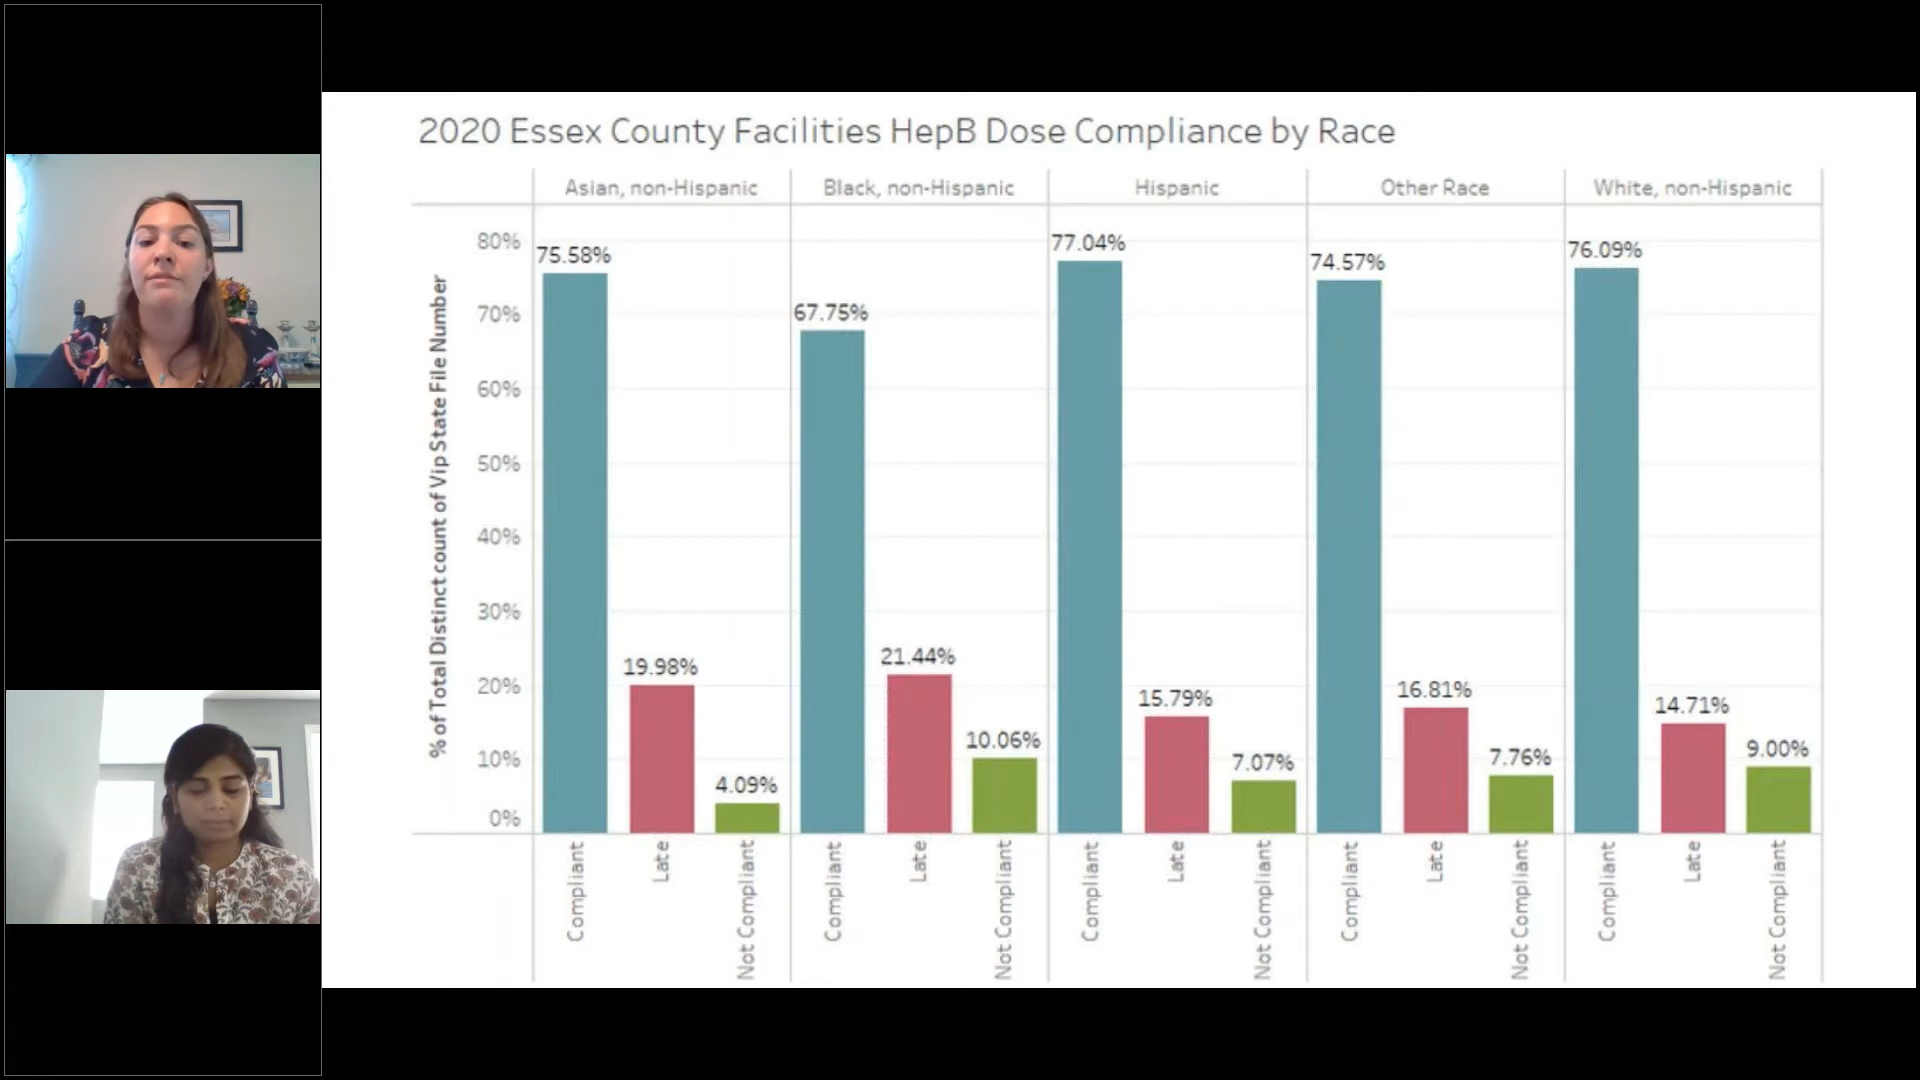 2020 Essex County Facilities HepB Dose Compliance by Race
Asian, non-Hispanic
Black, non-Hispanic
Hispanic
Other Race
White, non-Hispanic
% of Total Distinct count of Vip State File Number
80%
70%
60%
50%
40%
30%
20%
10%
0%
75.58%
19.98%
4.09%
67.75%
21.44%
10.06%
77.04%
15.79%
7.07%
74.57%
16.81%
7.76%
76.09%
14.71%
9.00%
Compliant
Late
Not Compliant
Compliant
Late
Not Compliant
Compliant
Late
Not Compliant
Compliant
Late
Not Compliant
Compliant
Late
Not Compliant